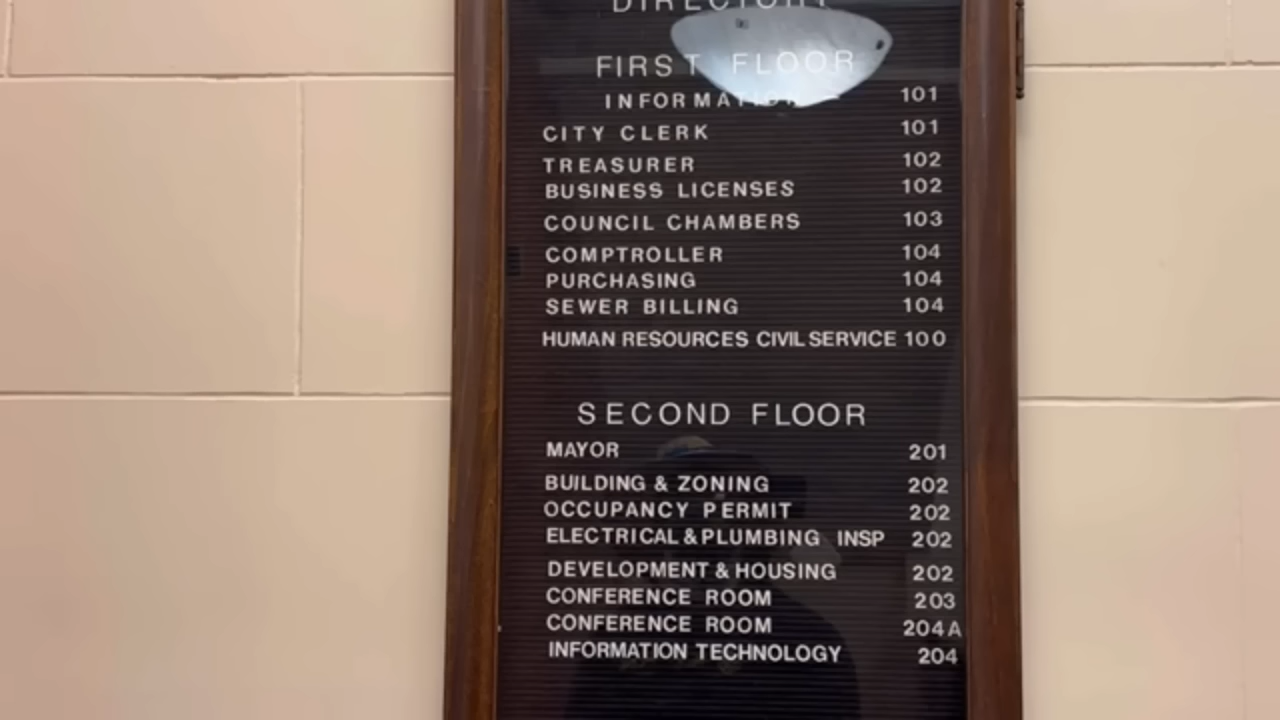 DIRECTORY
FIRST FLOOR
INFORMATION 101
CITY CLERK 101
TREASURER 102
BUSINESS LICENSES 102
COUNCIL CHAMBERS 103
COMPTROLLER 104
PURCHASING 104
SEWER BILLING 104
HUMAN RESOURCES CIVIL SERVICE 100
SECOND FLOOR
MAYOR 201
BUILDING & ZONING 202
OCCUPANCY PERMIT 202
ELECTRICAL & PLUMBING INSP 202
DEVELOPMENT & HOUSING 202
CONFERENCE ROOM 203
CONFERENCE ROOM 204A
INFORMATION TECHNOLOGY 204